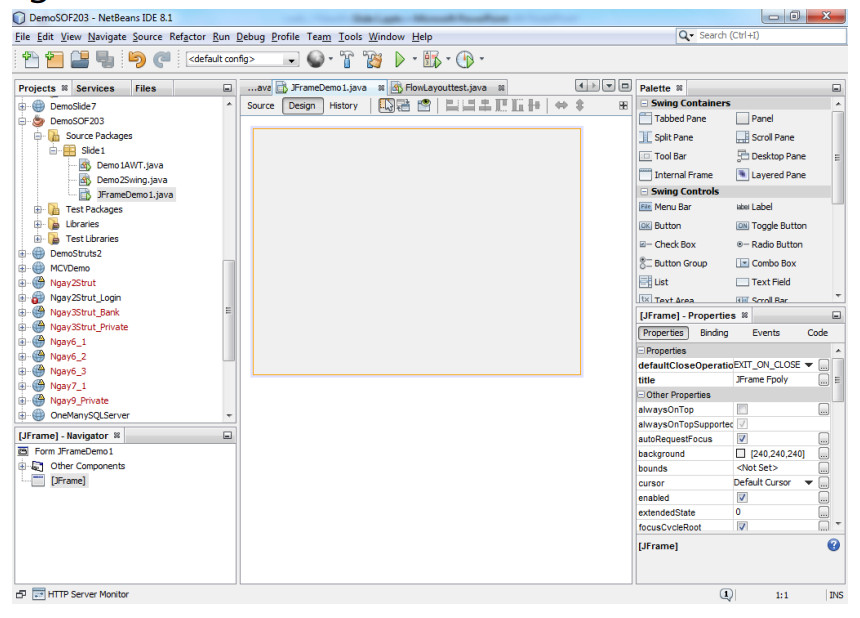 DemoSOF203 - NetBeans IDE 8.1
File Edit View Navigate Source Refactor Run Debug Profile Team Tools Window Help
Search (Ctrl+I)
<default config>
Projects Services Files
DemoSlide7
DemoSOF203
Source Packages
Slide1
Demo1AWT.java
Demo2Swing.java
JFrameDemo1.java
Test Packages
Libraries
Test Libraries
DemoStruts2
MCVDemo
Ngay2Strut
Ngay2Strut_Login
Ngay3Strut_Bank
Ngay3Strut_Private
Ngay6_1
Ngay6_2
Ngay6_3
Ngay7_1
Ngay9_Private
OneManySQLServer
[JFrame] - Navigator
Form JFrameDemo1
Other Components
[JFrame]
...ava JFrameDemo1.java FlowLayouttest.java
Source Design History
Palette
Swing Containers
Tabbed Pane Panel
Split Pane Scroll Pane
Tool Bar Desktop Pane
Internal Frame Layered Pane
Swing Controls
Menu Bar label Label
OK Button ON Toggle Button
Check Box Radio Button
Button Group Combo Box
List Text Field
Text Area Scroll Bar
[JFrame] - Properties
Properties Binding Events Code
Properties
defaultCloseOperatio EXIT_ON_CLOSE
title JFrame Fpoly
Other Properties
alwaysOnTop
alwaysOnTopSupported
autoRequestFocus
background [240,240,240]
bounds <Not Set>
cursor Default Cursor
enabled
extendedState 0
focusCycleRoot
[JFrame]
HTTP Server Monitor
1 1:1 INS